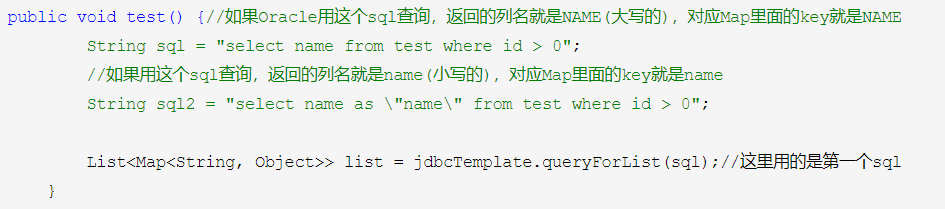 public void test() {//如果Oracle用这个sql查询，返回的列名就是NAME(大写的)，对应Map里面的key就是NAME
String sql = "select name from test where id > 0";
//如果用这个sql查询，返回的列名就是name(小写的)，对应Map里面的key就是name
String sql2 = "select name as \"name\" from test where id > 0";
List<Map<String, Object>> list = jdbcTemplate.queryForList(sql);//这里用的是第一个sql
}